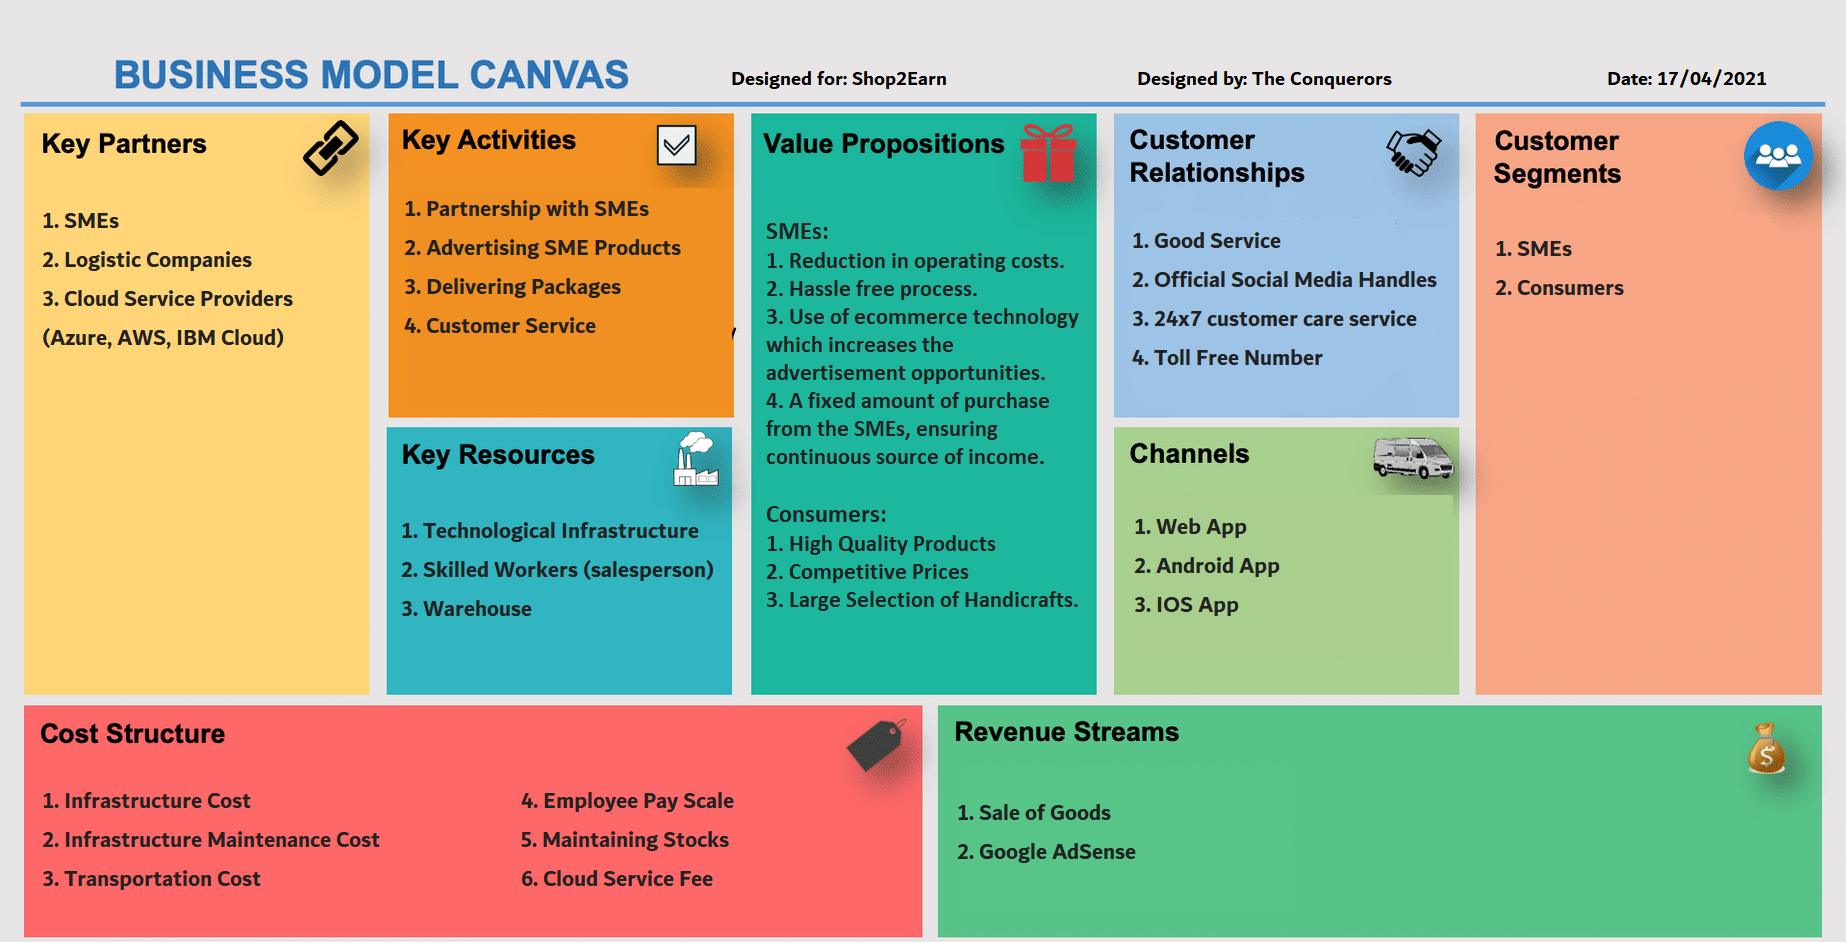 BUSINESS MODEL CANVAS
Designed for: Shop2Earn
Designed by: The Conquerors
Date: 17/04/2021
Key Partners
1. SMEs
2. Logistic Companies
3. Cloud Service Providers
(Azure, AWS, IBM Cloud)
Key Activities
1. Partnership with SMEs
2. Advertising SME Products
3. Delivering Packages
4. Customer Service
Key Resources
1. Technological Infrastructure
2. Skilled Workers (salesperson)
3. Warehouse
Value Propositions
SMEs:
1. Reduction in operating costs.
2. Hassle free process.
3. Use of ecommerce technology
which increases the
advertisement opportunities.
4. A fixed amount of purchase
from the SMEs, ensuring
continuous source of income.
Consumers:
1. High Quality Products
2. Competitive Prices
3. Large Selection of Handicrafts.
Customer
Relationships
1. Good Service
2. Official Social Media Handles
3. 24x7 customer care service
4. Toll Free Number
Channels
1. Web App
2. Android App
3. IOS App
Customer
Segments
1. SMEs
2. Consumers
Cost Structure
1. Infrastructure Cost
2. Infrastructure Maintenance Cost
3. Transportation Cost
4. Employee Pay Scale
5. Maintaining Stocks
6. Cloud Service Fee
Revenue Streams
$
1. Sale of Goods
2. Google AdSense